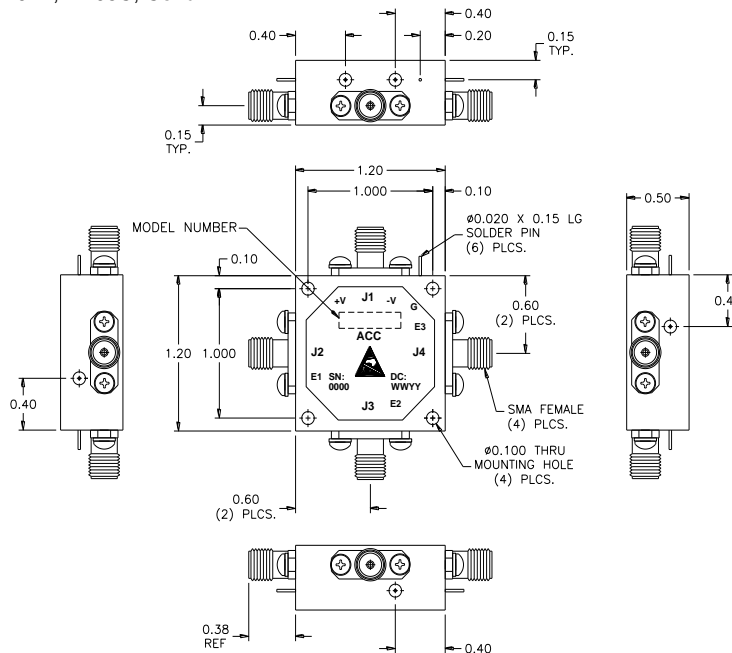 0.40
0.40
0.20
0.15
TYP.
0.15
TYP.
1.20
1.000
0.10
0.50
MODEL NUMBER
ø0.020 X 0.15 LG
SOLDER PIN
(6) PLCS.
0.10
+V J1 -V
G
E3
ACC
J2
J4
0.60
(2) PLCS.
1.20
1.000
E1 SN:
0000
DC:
WWYY
J3
E2
0.40
SMA FEMALE
(4) PLCS.
ø0.100 THRU
MOUNTING HOLE
(4) PLCS.
0.60
(2) PLCS.
0.38
REF
0.40